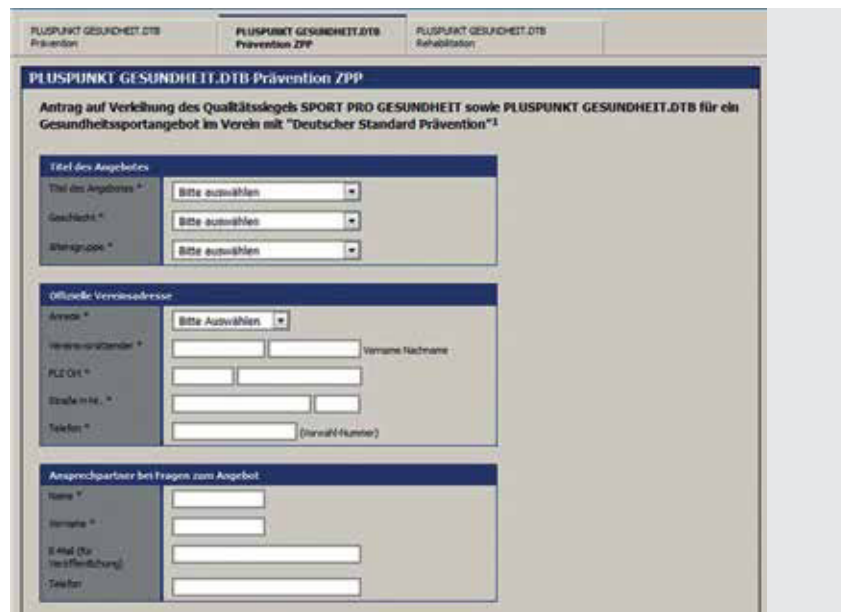 PLUSPUNKT GESUNDHEIT.DTB
Prävention
PLUSPUNKT GESUNDHEIT.DTB
Prävention ZPP
PLUSPUNKT GESUNDHEIT.DTB
Rehabilitation
PLUSPUNKT GESUNDHEIT.DTB-Prävention ZPP
Antrag auf Verleihung des Qualitätssiegels SPORT PRO GESUNDHEIT sowie PLUSPUNKT GESUNDHEIT.DTB für ein
Gesundheitssportangebot im Verein mit "Deutscher Standard Prävention"1
Titel des Angebotes
Titel des Angebotes * Bitte auswählen
Geschlecht * Bitte auswählen
Altersgruppe * Bitte auswählen
Offizielle Vereinsadresse
Anrede * Bitte Auswählen
Vereinsvorsitzender * Vorname Nachname
PLZ Ort *
Straße + Nr. *
Telefon * (Vorwahl-Nummer)
Ansprechpartner bei Fragen zum Angebot
Name *
Vorname *
E-Mail (für
Veröffentlichung)
Telefon